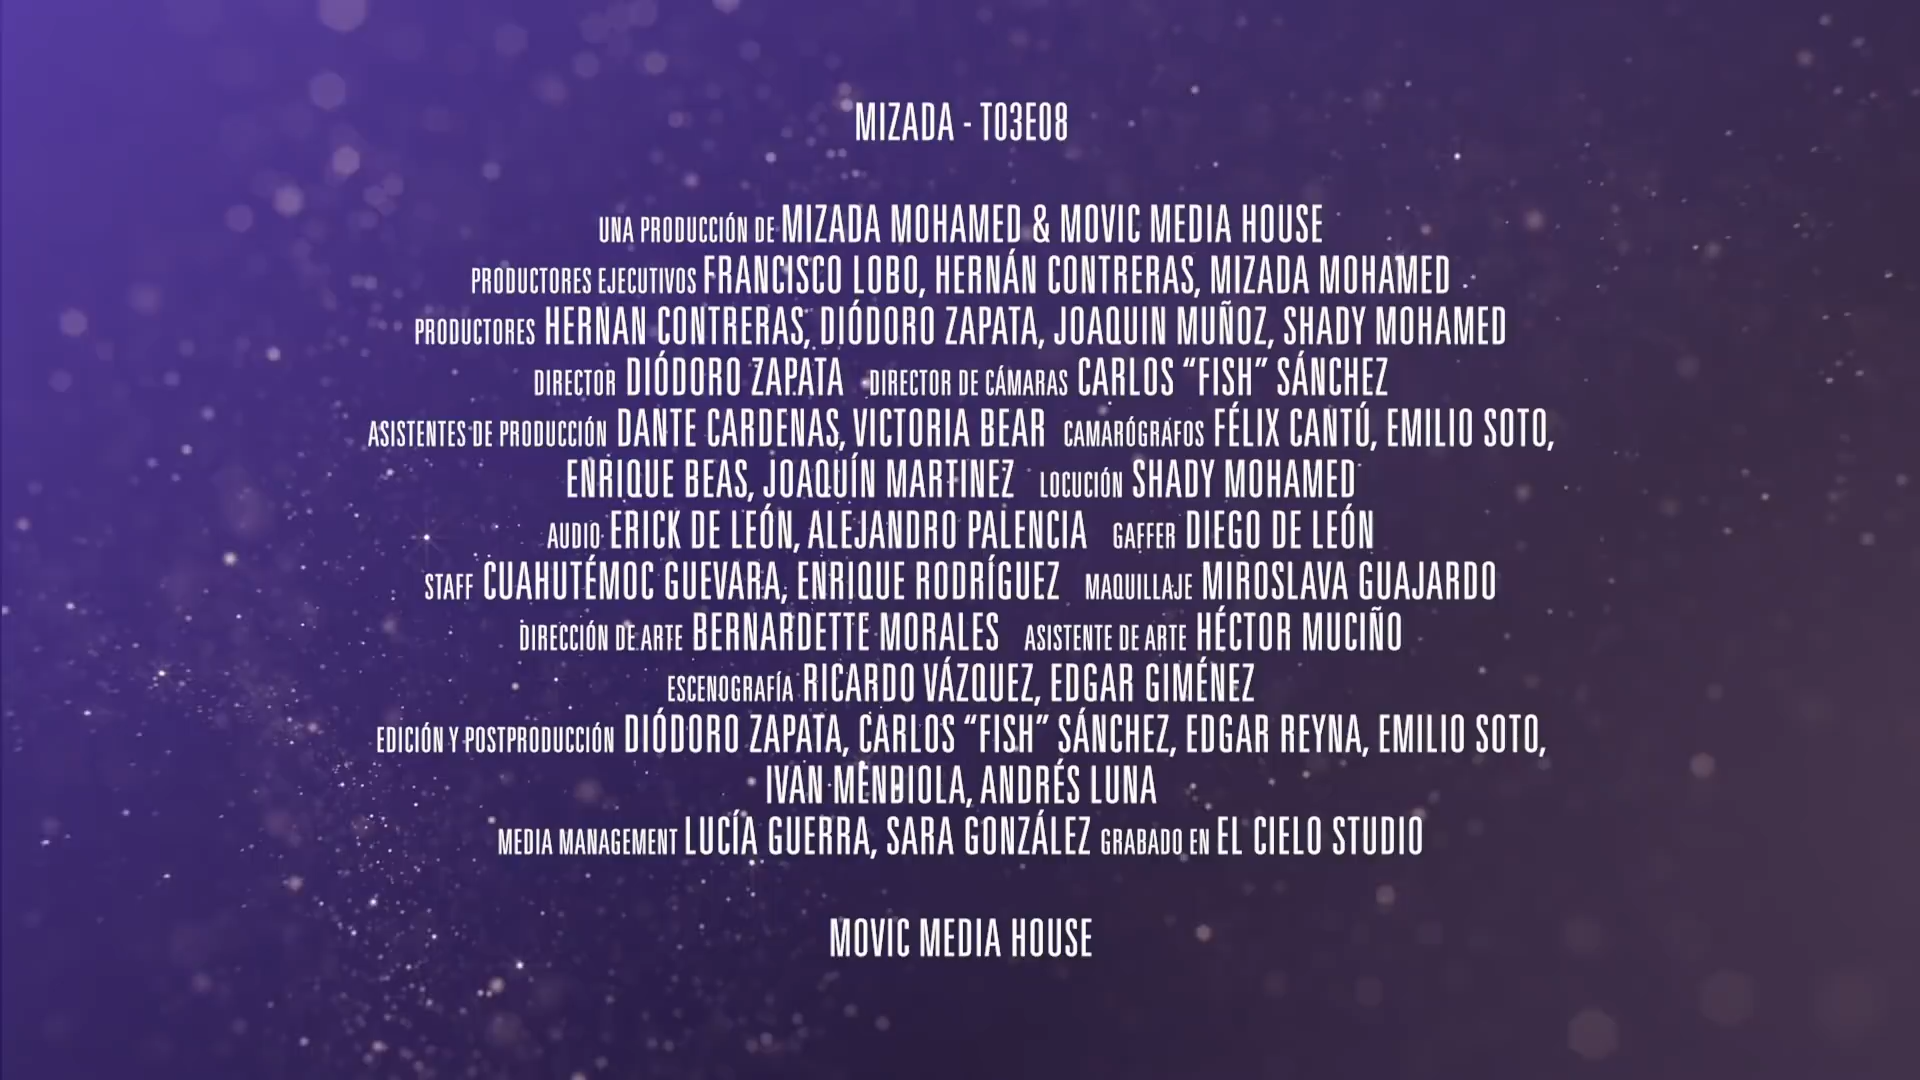 MIZADA - T03E08
UNA PRODUCCIÓN DE MIZADA MOHAMED & MOVIC MEDIA HOUSE
PRODUCTORES EJECUTIVOS FRANCISCO LOBO, HERNÁN CONTRERAS, MIZADA MOHAMED
PRODUCTORES HERNAN CONTRERAS, DIÓDORO ZAPATA, JOAQUIN MUÑOZ, SHADY MOHAMED
DIRECTOR DIÓDORO ZAPATA DIRECTOR DE CÁMARAS CARLOS “FISH” SÁNCHEZ
ASISTENTES DE PRODUCCIÓN DANTE CARDENAS, VICTORIA BEAR CAMARÓGRAFOS FÉLIX CANTÚ, EMILIO SOTO,
ENRIQUE BEAS, JOAQUÍN MARTINEZ LOCUCIÓN SHADY MOHAMED
AUDIO ERICK DE LEÓN, ALEJANDRO PALENCIA GAFFER DIEGO DE LEÓN
STAFF CUAHUTÉMOC GUEVARA, ENRIQUE RODRÍGUEZ MAQUILLAJE MIROSLAVA GUAJARDO
DIRECCIÓN DE ARTE BERNARDETTE MORALES ASISTENTE DE ARTE HÉCTOR MUCIÑO
ESCENOGRAFÍA RICARDO VÁZQUEZ, EDGAR GIMÉNEZ
EDICIÓN Y POSTPRODUCCIÓN DIÓDORO ZAPATA, CARLOS “FISH” SÁNCHEZ, EDGAR REYNA, EMILIO SOTO,
IVAN MENDIOLA, ANDRÉS LUNA
MEDIA MANAGEMENT LUCÍA GUERRA, SARA GONZÁLEZ GRABADO EN EL CIELO STUDIO
MOVIC MEDIA HOUSE